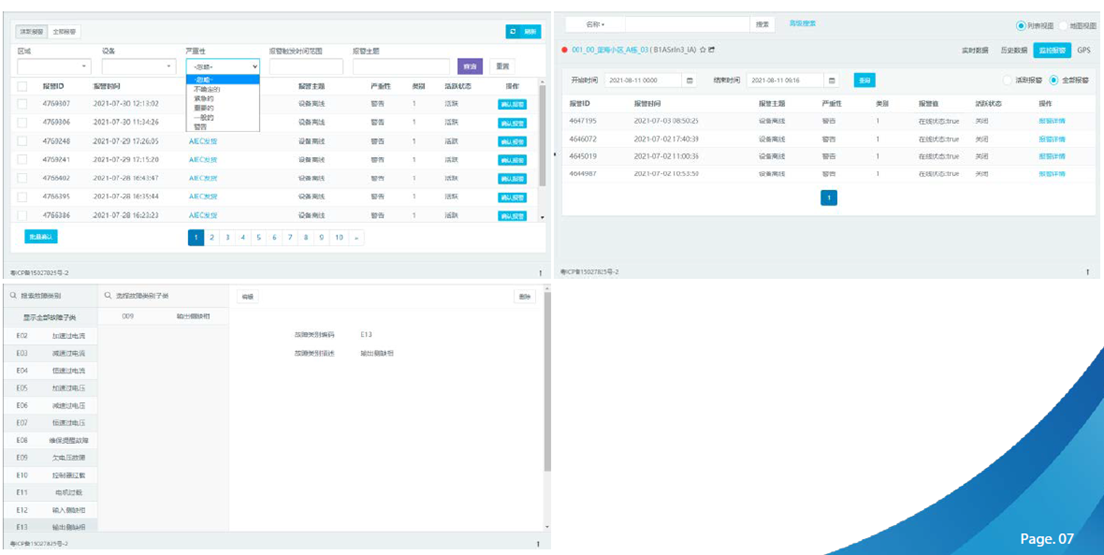 活跃报警 全部报警 刷新
区域 设备 严重性 报警触发时间范围 报警主题
-忽略- 查询 重置
-忽略-
不确定的
紧急的
重要的
一般的
警告
报警ID 报警时间 报警主题 严重性 类别 活跃状态 操作
4769307 2021-07-30 12:13:02 设备离线 警告 1 活跃 确认报警
4769306 2021-07-30 11:34:26 设备离线 警告 1 活跃 确认报警
4769248 2021-07-29 17:26:05 AIEC发货 设备离线 警告 1 活跃 确认报警
4769241 2021-07-29 17:15:20 AIEC发货 设备离线 警告 1 活跃 确认报警
4766402 2021-07-28 16:43:47 AIEC发货 设备离线 警告 1 活跃 确认报警
4766395 2021-07-28 16:35:44 AIEC发货 设备离线 警告 1 活跃 确认报警
4766386 2021-07-28 16:23:23 AIEC发货 设备离线 警告 1 活跃 确认报警
批量确认 1 2 3 4 5 6 7 8 9 10 »
粤ICP备15027825号-2
名称 搜索 高级搜索 列表视图 地图视图
001_00_蓝海小区_A栋_03 实时数据 历史数据 监控报警 GPS
开始时间 2021-08-11 00:00 结束时间 2021-08-11 09:16 查询 活跃报警 全部报警
报警ID 报警时间 报警主题 严重性 类别 报警值 活跃状态 操作
4647195 2021-07-03 08:50:25 设备离线 警告 1 在线状态:true 关闭 报警详情
4646072 2021-07-02 17:40:39 设备离线 警告 1 在线状态:true 关闭 报警详情
4645019 2021-07-02 11:00:36 设备离线 警告 1 在线状态:true 关闭 报警详情
4644987 2021-07-02 10:53:50 设备离线 警告 1 在线状态:true 关闭 报警详情
1
粤ICP备15027825号-2
搜索故障类别 选择故障类别子类 编辑 删除
显示全部故障子类 009 输出侧缺相
E02 加速过电流
E03 减速过电流
E04 恒速过电流
E05 加速过电压
E06 减速过电压
E07 恒速过电压
E08 维保提醒故障
E09 欠电压故障
E10 控制器过载
E11 电机过载
E12 输入侧缺相
E13 输出侧缺相
故障类别编码 E13
故障类别描述 输出侧缺相
粤ICP备15027825号-2
Page. 07